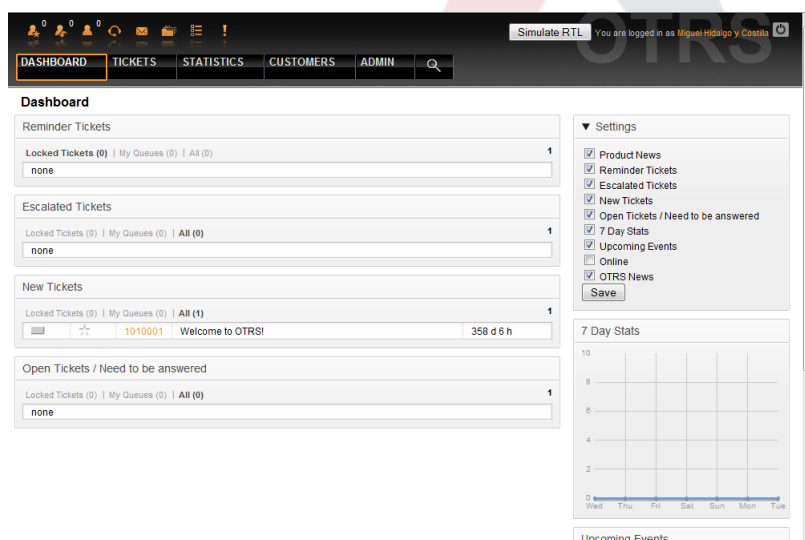 0 0 0 ! Simulate RTL You are logged in as Miguel Hidalgo y Costilla
OTRS
DASHBOARD TICKETS STATISTICS CUSTOMERS ADMIN
Dashboard
Reminder Tickets
Locked Tickets (0) | My Queues (0) | All (0) 1
none
Escalated Tickets
Locked Tickets (0) | My Queues (0) | All (0) 1
none
New Tickets
Locked Tickets (0) | My Queues (0) | All (1) 1
1010001 Welcome to OTRS! 358 d 6 h
Open Tickets / Need to be answered
Locked Tickets (0) | My Queues (0) | All (0) 1
none
Settings
Product News
Reminder Tickets
Escalated Tickets
New Tickets
Open Tickets / Need to be answered
7 Day Stats
Upcoming Events
Online
OTRS News
Save
7 Day Stats
10
8
6
4
2
0
Wed Thu Fri Sat Sun Mon Tue
Upcoming Events